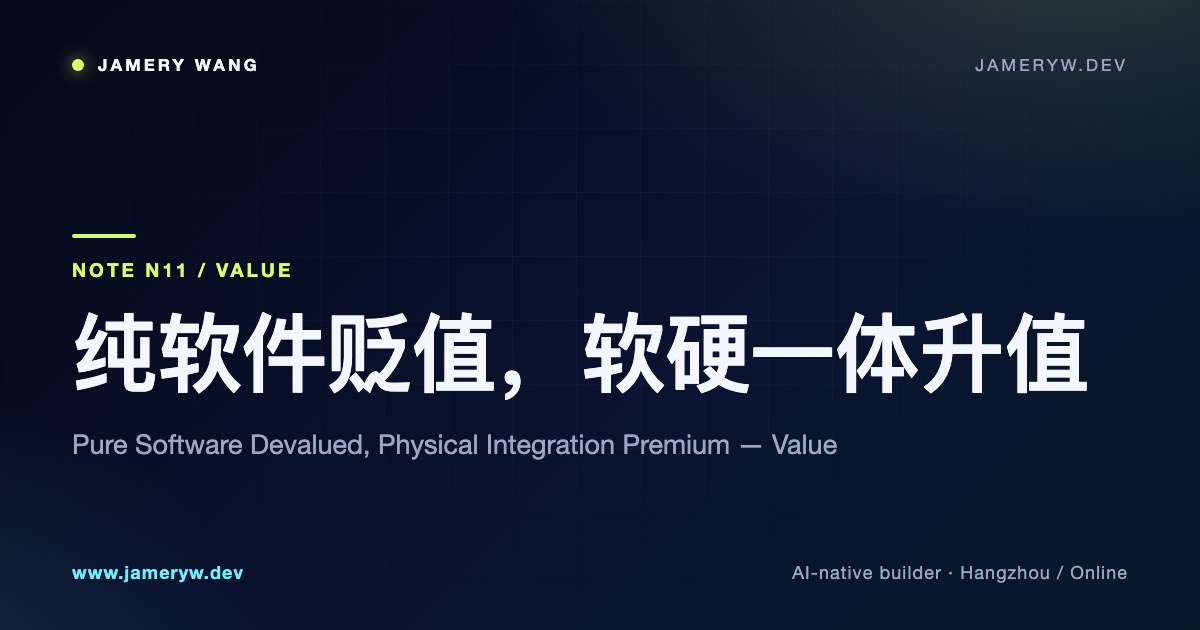 JAMERY WANG
JAMERYW.DEV
NOTE N11 / VALUE
纯软件贬值，软硬一体升值
Pure Software Devalued, Physical Integration Premium — Value
www.jameryw.dev
AI-native builder · Hangzhou / Online